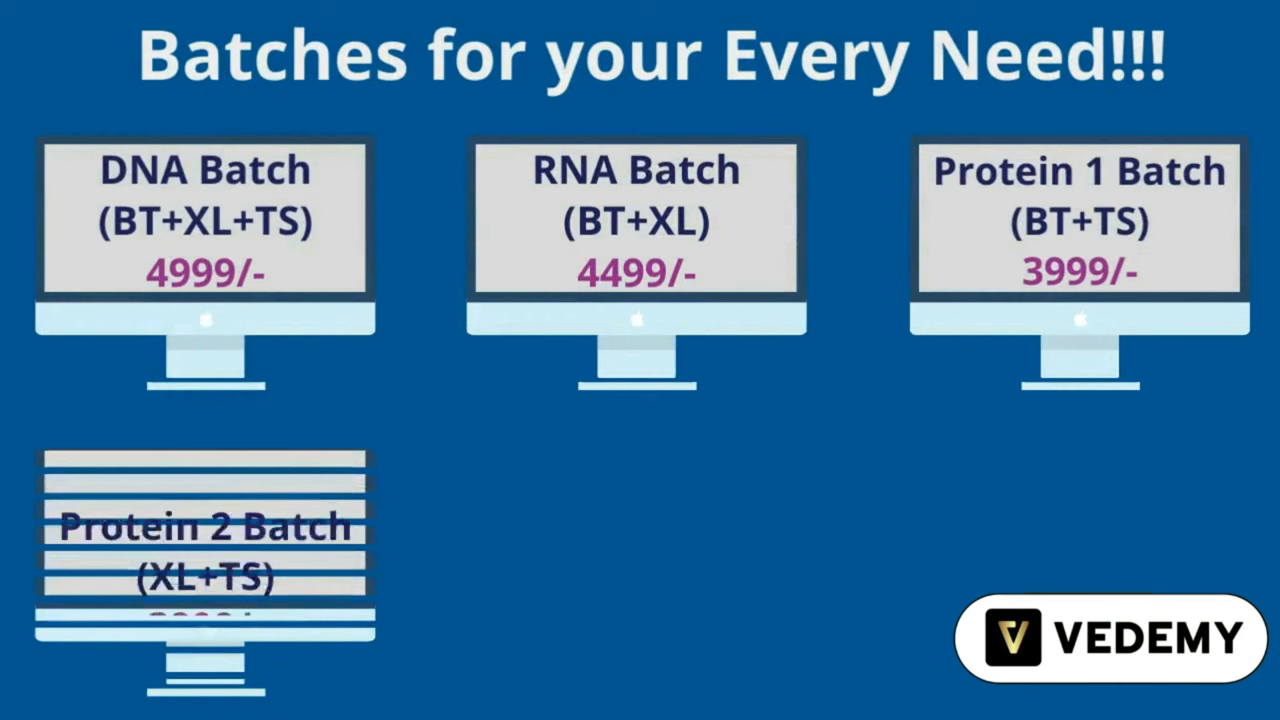 Batches for your Every Need!!!
DNA Batch
(BT+XL+TS)
4999/-
RNA Batch
(BT+XL)
4499/-
Protein 1 Batch
(BT+TS)
3999/-
Protein 2 Batch
(XL+TS)
VEDEMY